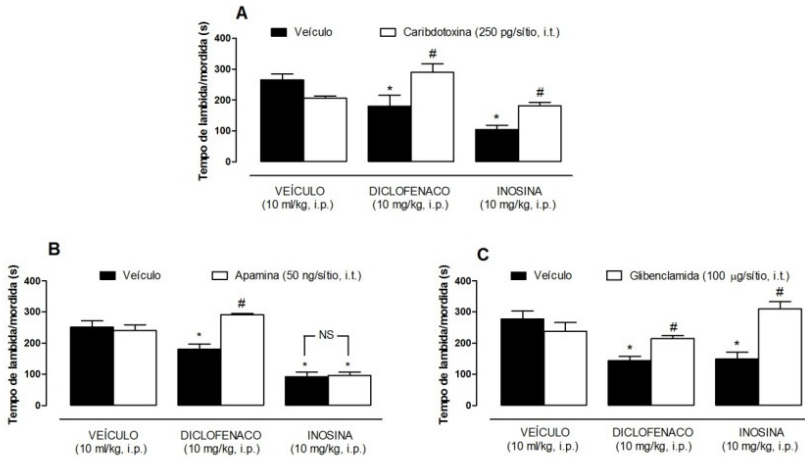 A
Veículo
Caribdotoxina (250 pg/sítio, i.t.)
Tempo de lambida/mordida (s)
400
300
200
100
0
*
#
*
#
VEÍCULO
DICLOFENACO
INOSINA
(10 ml/kg, i.p.)
(10 mg/kg, i.p.)
(10 mg/kg, i.p.)
B
Veículo
Apamina (50 ng/sítio, i.t.)
Tempo de lambida/mordida (s)
400
300
200
100
0
*
#
NS
*
*
VEÍCULO
DICLOFENACO
INOSINA
(10 ml/kg, i.p.)
(10 mg/kg, i.p.)
(10 mg/kg, i.p.)
C
Veículo
Glibenclamida (100 µg/sítio, i.t.)
Tempo de lambida/mordida (s)
400
300
200
100
0
*
#
*
#
VEÍCULO
DICLOFENACO
INOSINA
(10 ml/kg, i.p.)
(10 mg/kg, i.p.)
(10 mg/kg, i.p.)